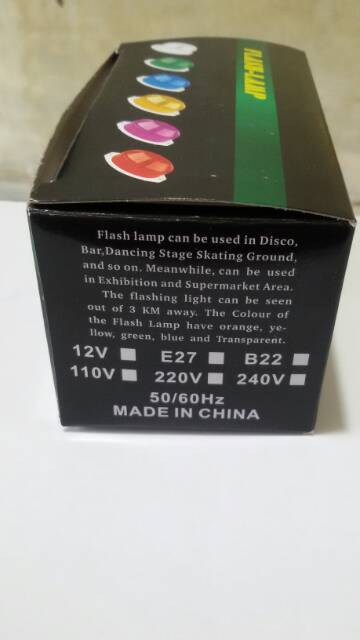 FLASH-LAMP
Flash lamp can be used in Disco,
Bar,Dancing Stage Skating Ground,
and so on. Meanwhile, can be used
in Exhibition and Supermarket Area.
The flashing light can be seen
out of 3 KM away. The Colour of
the Flash Lamp have orange, ye-
llow, green, blue and Transparent.
12V E27 B22
110V 220V 240V
50/60Hz
MADE IN CHINA